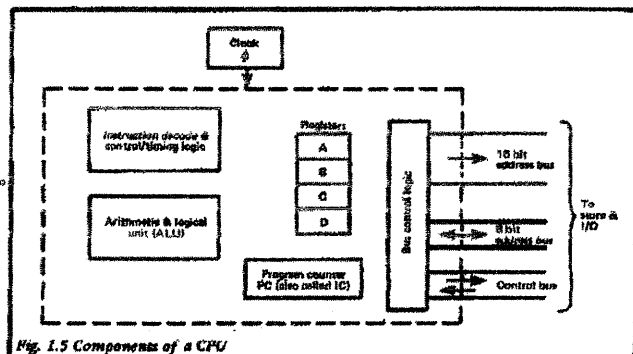 Clock
ϕ
Instruction decode &
control/timing logic
Registers
A
B
C
D
Arithmetic & logical
unit (ALU)
Program counter
PC (also called IC)
Bus control logic
16 bit
address bus
8 bit
address bus
Control bus
To
store &
I/O
Fig. 1.5 Components of a CPU